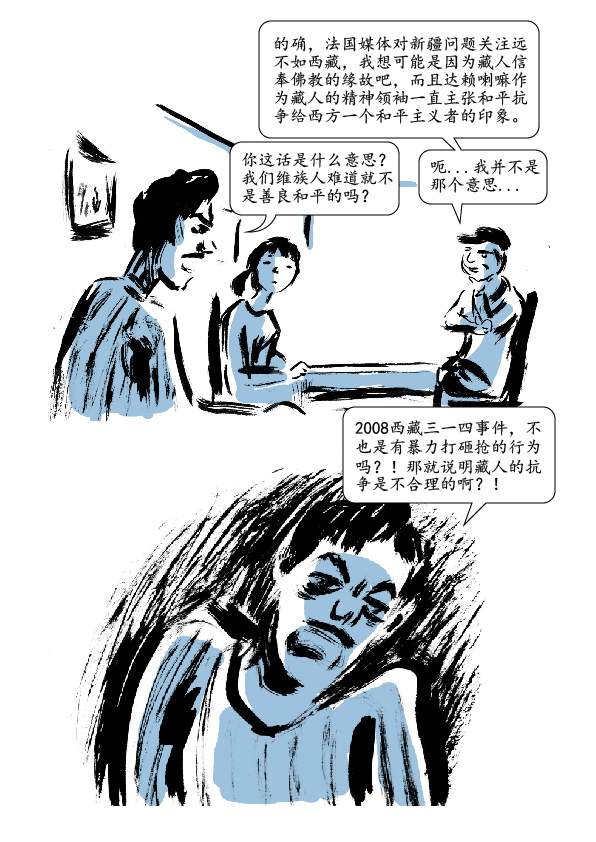 的确，法国媒体对新疆问题关注远
不如西藏，我想可能是因为藏人信
奉佛教的缘故吧，而且达赖喇嘛作
为藏人的精神领袖一直主张和平抗
争给西方一个和平主义者的印象。
你这话是什么意思？
我们维族人难道就不
是善良和平的吗？
呃...我并不是
那个意思...
2008西藏三一四事件，不
也是有暴力打砸抢的行为
吗？！那就说明藏人的抗
争是不合理的啊？！